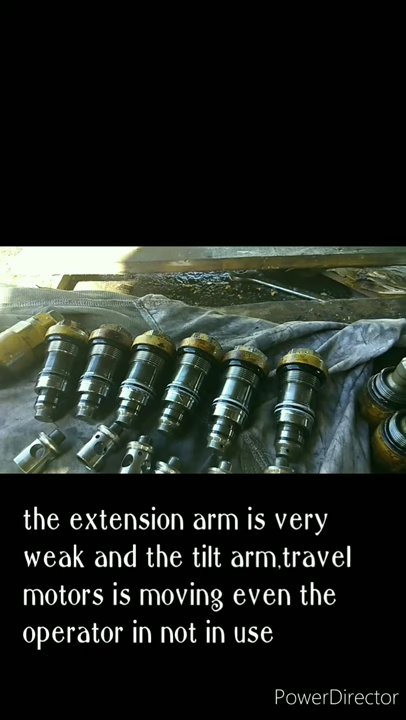 the extension arm is very
weak and the tilt arm,travel
motors is moving even the
operator in not in use
PowerDirector